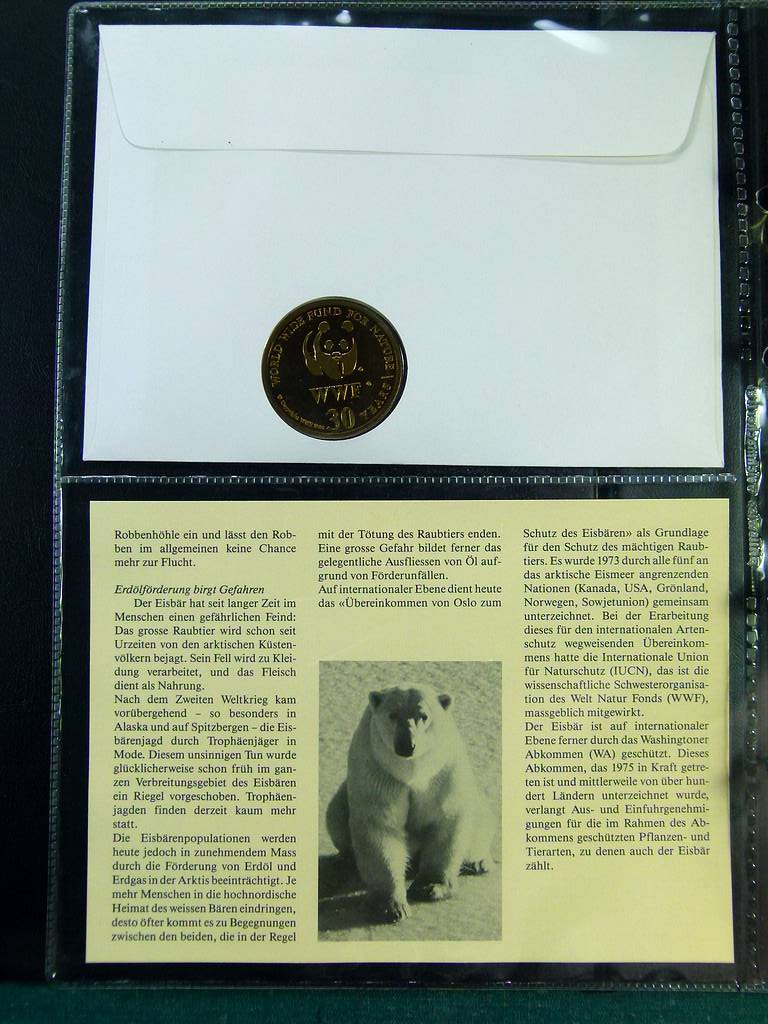 WORLD WIDE FUND FOR NATURE
WWF
30 YEARS
Robbenhöhle ein und lässt den Rob-
ben im allgemeinen keine Chance
mehr zur Flucht.
Erdölförderung birgt Gefahren
Der Eisbär hat seit langer Zeit im
Menschen einen gefährlichen Feind:
Das grosse Raubtier wird schon seit
Urzeiten von den arktischen Küsten-
völkern bejagt. Sein Fell wird zu Klei-
dung verarbeitet, und das Fleisch
dient als Nahrung.
Nach dem Zweiten Weltkrieg kam
vorübergehend – so besonders in
Alaska und auf Spitzbergen – die Eis-
bärenjagd durch Trophäenjäger in
Mode. Diesem unsinnigen Tun wurde
glücklicherweise schon früh im gan-
zen Verbreitungsgebiet des Eisbären
ein Riegel vorgeschoben. Trophäen-
jagden finden derzeit kaum mehr
statt.
Die Eisbärenpopulationen werden
heute jedoch in zunehmendem Mass
durch die Förderung von Erdöl und
Erdgas in der Arktis beeinträchtigt. Je
mehr Menschen in die hochnordische
Heimat des weissen Bären eindringen,
desto öfter kommt es zu Begegnungen
zwischen den beiden, die in der Regel
mit der Tötung des Raubtiers enden.
Eine grosse Gefahr bildet ferner das
gelegentliche Ausfliessen von Öl auf-
grund von Förderunfällen.
Auf internationaler Ebene dient heute
das «Übereinkommen von Oslo zum
Schutz des Eisbären» als Grundlage
für den Schutz des mächtigen Raub-
tiers. Es wurde 1973 durch alle fünf an
das arktische Eismeer angrenzenden
Nationen (Kanada, USA, Grönland,
Norwegen, Sowjetunion) gemeinsam
unterzeichnet. Bei der Erarbeitung
dieses für den internationalen Arten-
schutz wegweisenden Übereinkom-
mens hatte die Internationale Union
für Naturschutz (IUCN), das ist die
wissenschaftliche Schwesterorganisa-
tion des Welt Natur Fonds (WWF),
massgeblich mitgewirkt.
Der Eisbär ist auf internationaler
Ebene ferner durch das Washingtoner
Abkommen (WA) geschützt. Dieses
Abkommen, das 1975 in Kraft getre-
ten ist und mittlerweile von über hun-
dert Ländern unterzeichnet wurde,
verlangt Aus- und Einfuhrgenehmi-
gungen für die im Rahmen des Ab-
kommens geschützten Pflanzen- und
Tierarten, zu denen auch der Eisbär
zählt.